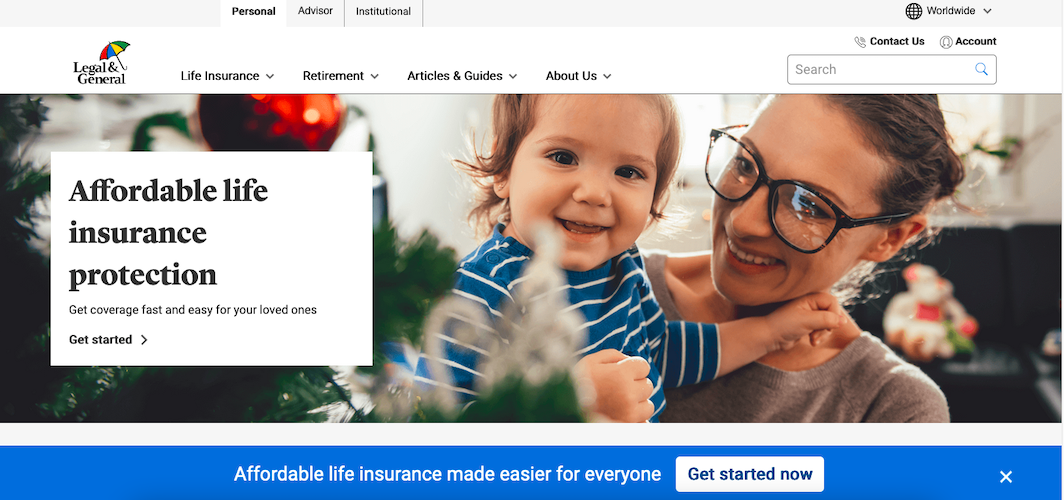 Personal
Advisor
Institutional
Worldwide
Contact Us
Account
Legal &
General
Life Insurance
Retirement
Articles & Guides
About Us
Search
Affordable life
insurance
protection
Get coverage fast and easy for your loved ones
Get started
Affordable life insurance made easier for everyone
Get started now